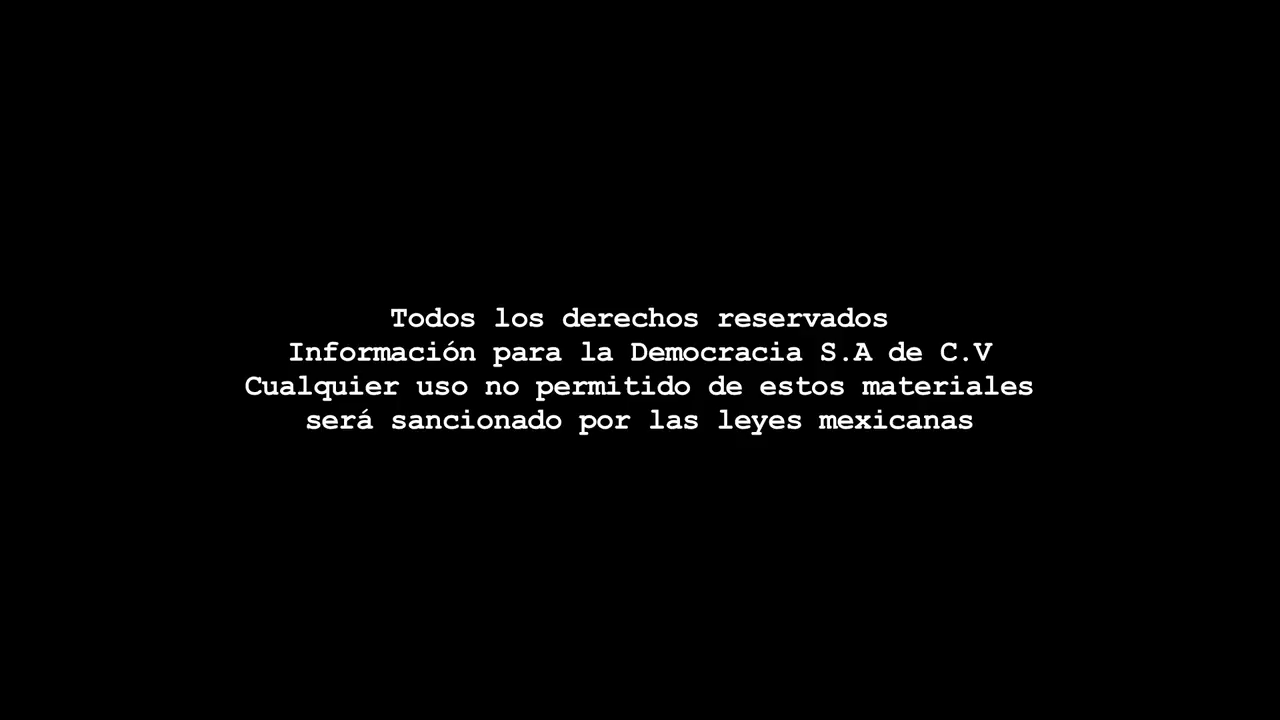 Todos los derechos reservados
Información para la Democracia S.A de C.V
Cualquier uso no permitido de estos materiales
será sancionado por las leyes mexicanas